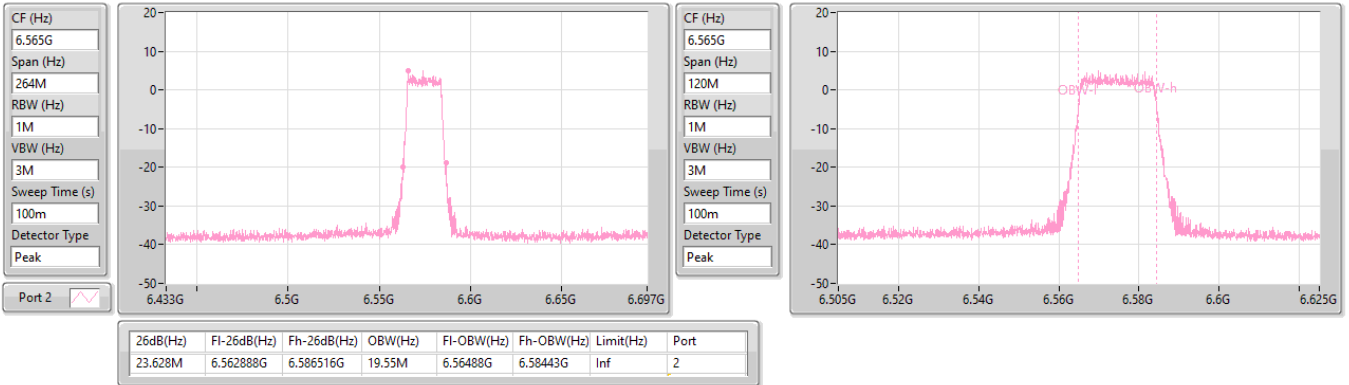 CF (Hz)
6.565G
Span (Hz)
264M
RBW (Hz)
1M
VBW (Hz)
3M
Sweep Time (s)
100m
Detector Type
Peak
Port 2
20
10
0
-10
-20
-30
-40
-50
6.433G 6.5G 6.55G 6.6G 6.65G 6.697G
CF (Hz)
6.565G
Span (Hz)
120M
RBW (Hz)
1M
VBW (Hz)
3M
Sweep Time (s)
100m
Detector Type
Peak
20
10
0
-10
-20
-30
-40
-50
OBW-l OBW-h
6.505G 6.52G 6.54G 6.56G 6.58G 6.6G 6.625G
26dB(Hz) Fl-26dB(Hz) Fh-26dB(Hz) OBW(Hz) Fl-OBW(Hz) Fh-OBW(Hz) Limit(Hz) Port
23.628M 6.562888G 6.586516G 19.55M 6.56488G 6.58443G Inf 2